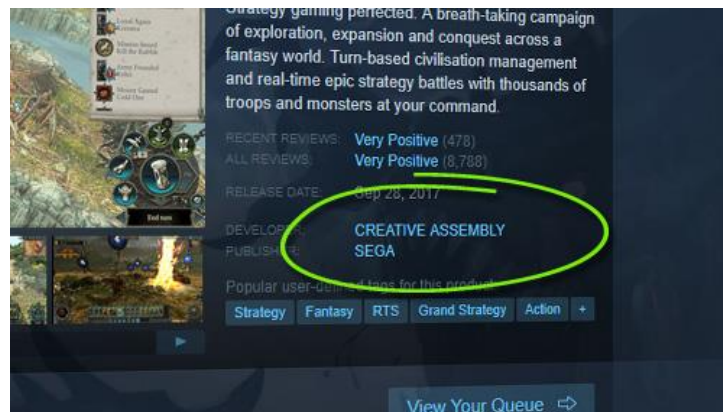 Strategy gaming perfected. A breath-taking campaign
of exploration, expansion and conquest across a
fantasy world. Turn-based civilisation management
and real-time epic strategy battles with thousands of
troops and monsters at your command.
RECENT REVIEWS: Very Positive (478)
ALL REVIEWS: Very Positive (8,788)
RELEASE DATE: Sep 28, 2017
DEVELOPER: CREATIVE ASSEMBLY
PUBLISHER: SEGA
Popular user-defined tags for this product:
Strategy Fantasy RTS Grand Strategy Action +
End turn
View Your Queue